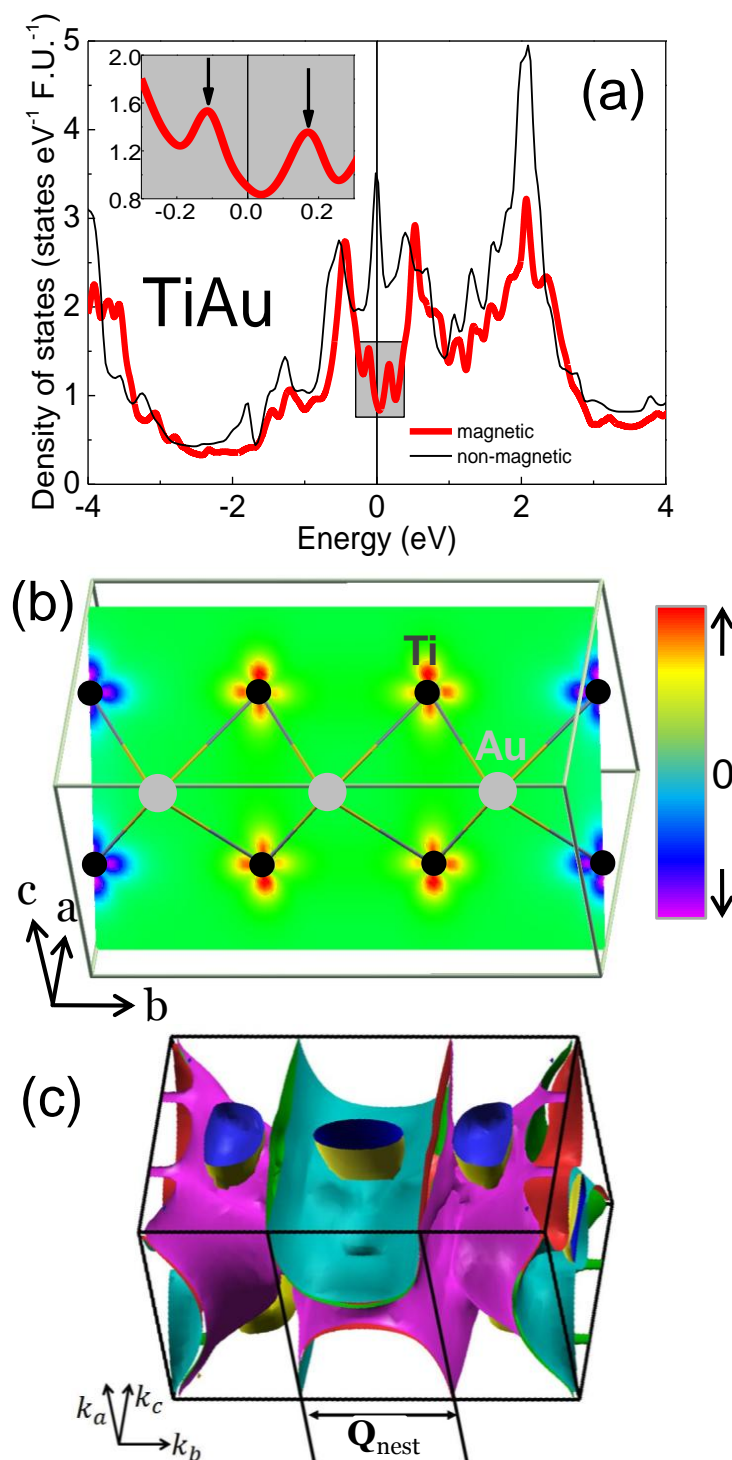 5
4
3
2
1
0
Density of states (states eV⁻¹ F.U.⁻¹)
2.0
1.6
1.2
0.8
-0.2 0.0 0.2
(a)
TiAu
magnetic
non-magnetic
-4 -2 0 2 4
Energy (eV)
(b)
Ti
Au
0
c a
b
(c)
k_a k_c
k_b
Q_nest